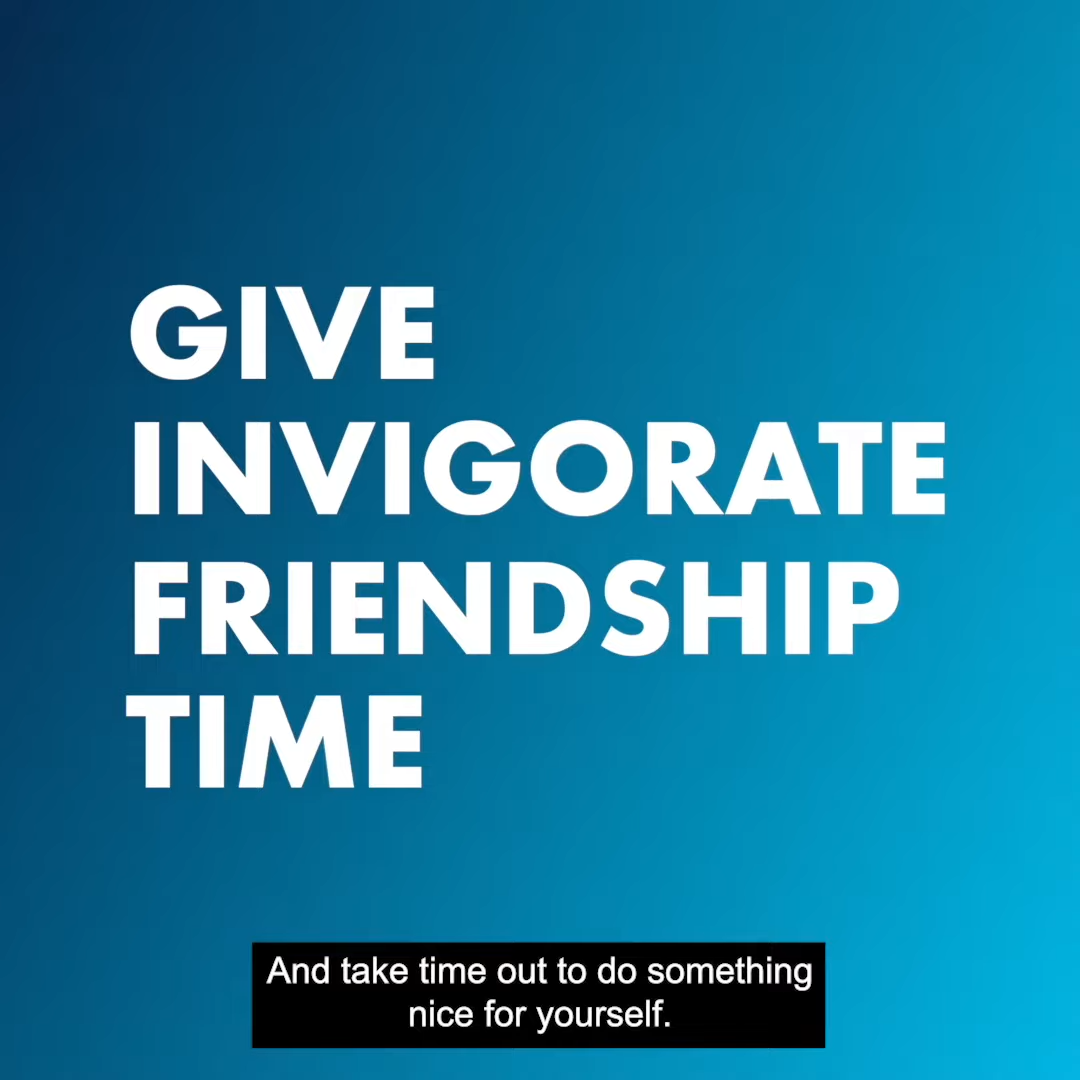 GIVE
INVIGORATE
FRIENDSHIP
TIME
And take time out to do something
nice for yourself.